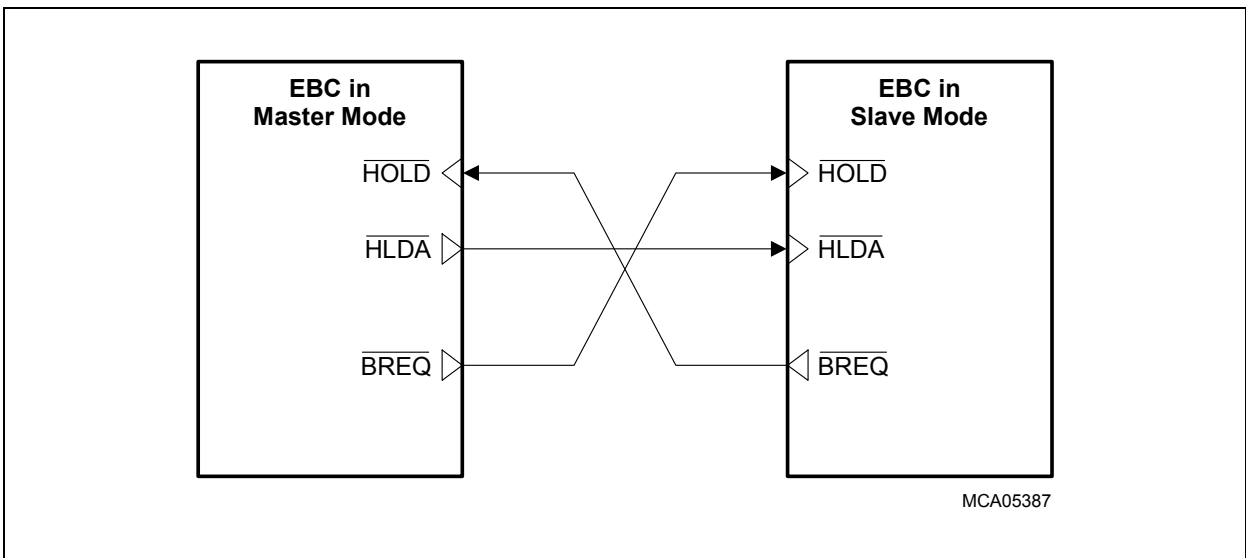 EBC in
Master Mode
HOLD
HLDA
BREQ
EBC in
Slave Mode
HOLD
HLDA
BREQ
MCA05387